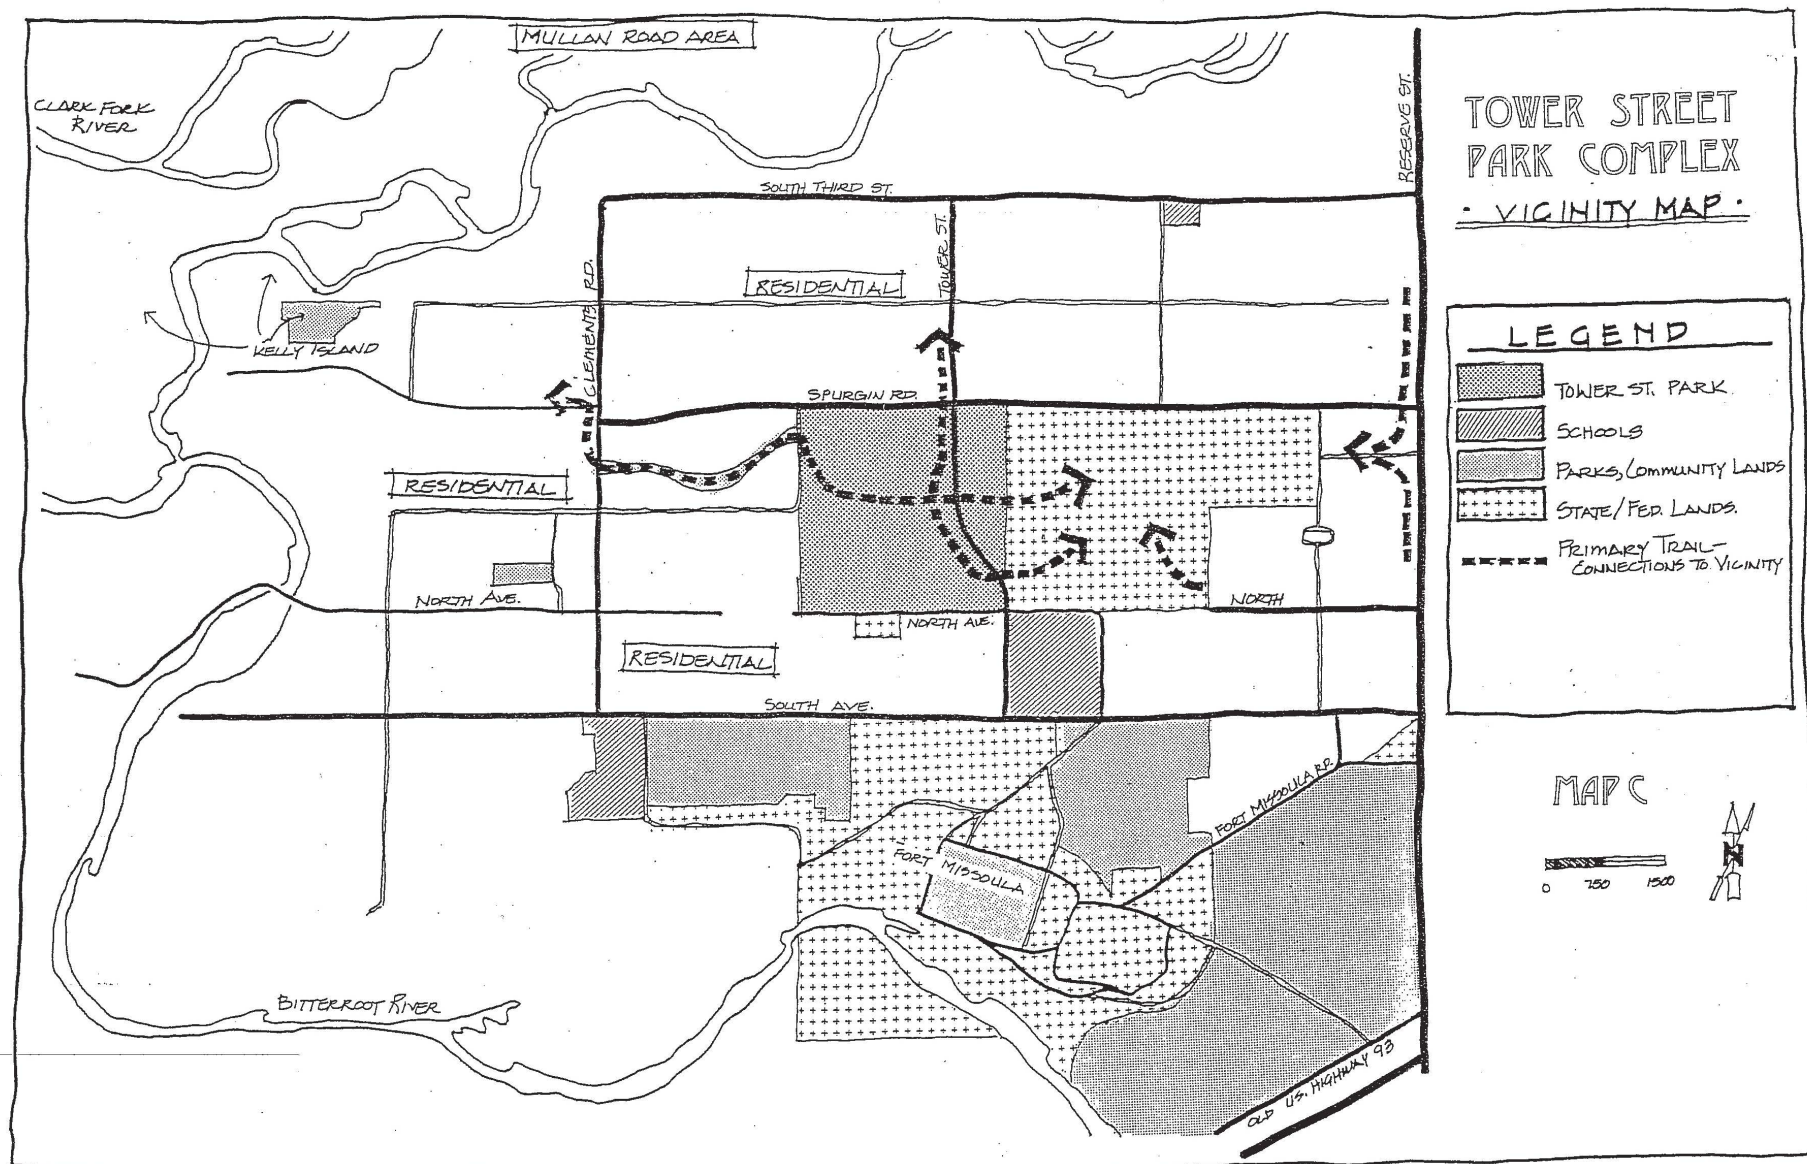 MULLAN ROAD AREA
CLARK FORK
RIVER
RESERVE ST.
TOWER STREET
PARK COMPLEX
· VICINITY MAP ·
SOUTH THIRD ST.
TOWER ST.
CLEMENTS RD.
RESIDENTIAL
KELLY ISLAND
SPURGIN RD.
RESIDENTIAL
NORTH AVE.
NORTH
NORTH AVE.
RESIDENTIAL
SOUTH AVE.
FORT MISSOULA RD.
FORT MISSOULA
BITTERROOT RIVER
OLD U.S. HIGHWAY 93
LEGEND
TOWER ST. PARK
SCHOOLS
PARKS, COMMUNITY LANDS
STATE/FED. LANDS.
PRIMARY TRAIL-
CONNECTIONS TO VICINITY
MAP C
0 750 1500
N